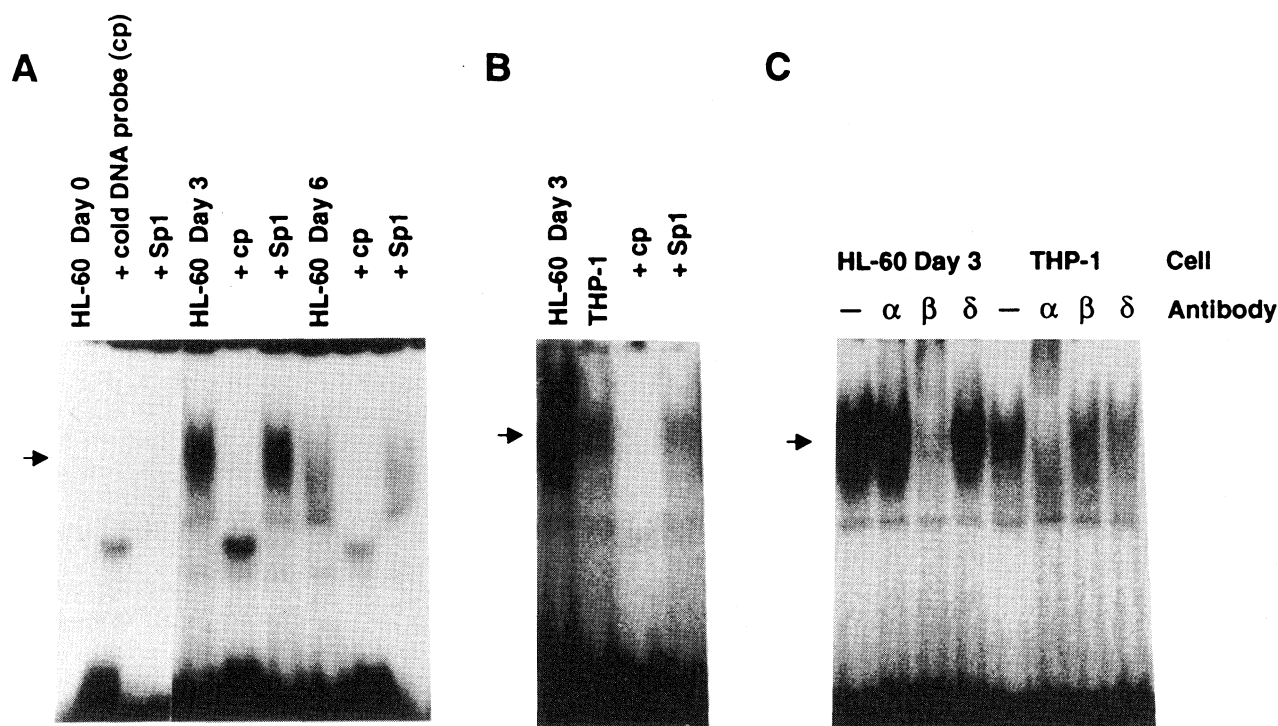 A
HL-60 Day 0
+ cold DNA probe (cp)
+ Sp1
HL-60 Day 3
+ cp
+ Sp1
HL-60 Day 6
+ cp
+ Sp1
B
HL-60 Day 3
THP-1
+ cp
+ Sp1
C
HL-60 Day 3 THP-1 Cell
– α β δ – α β δ Antibody